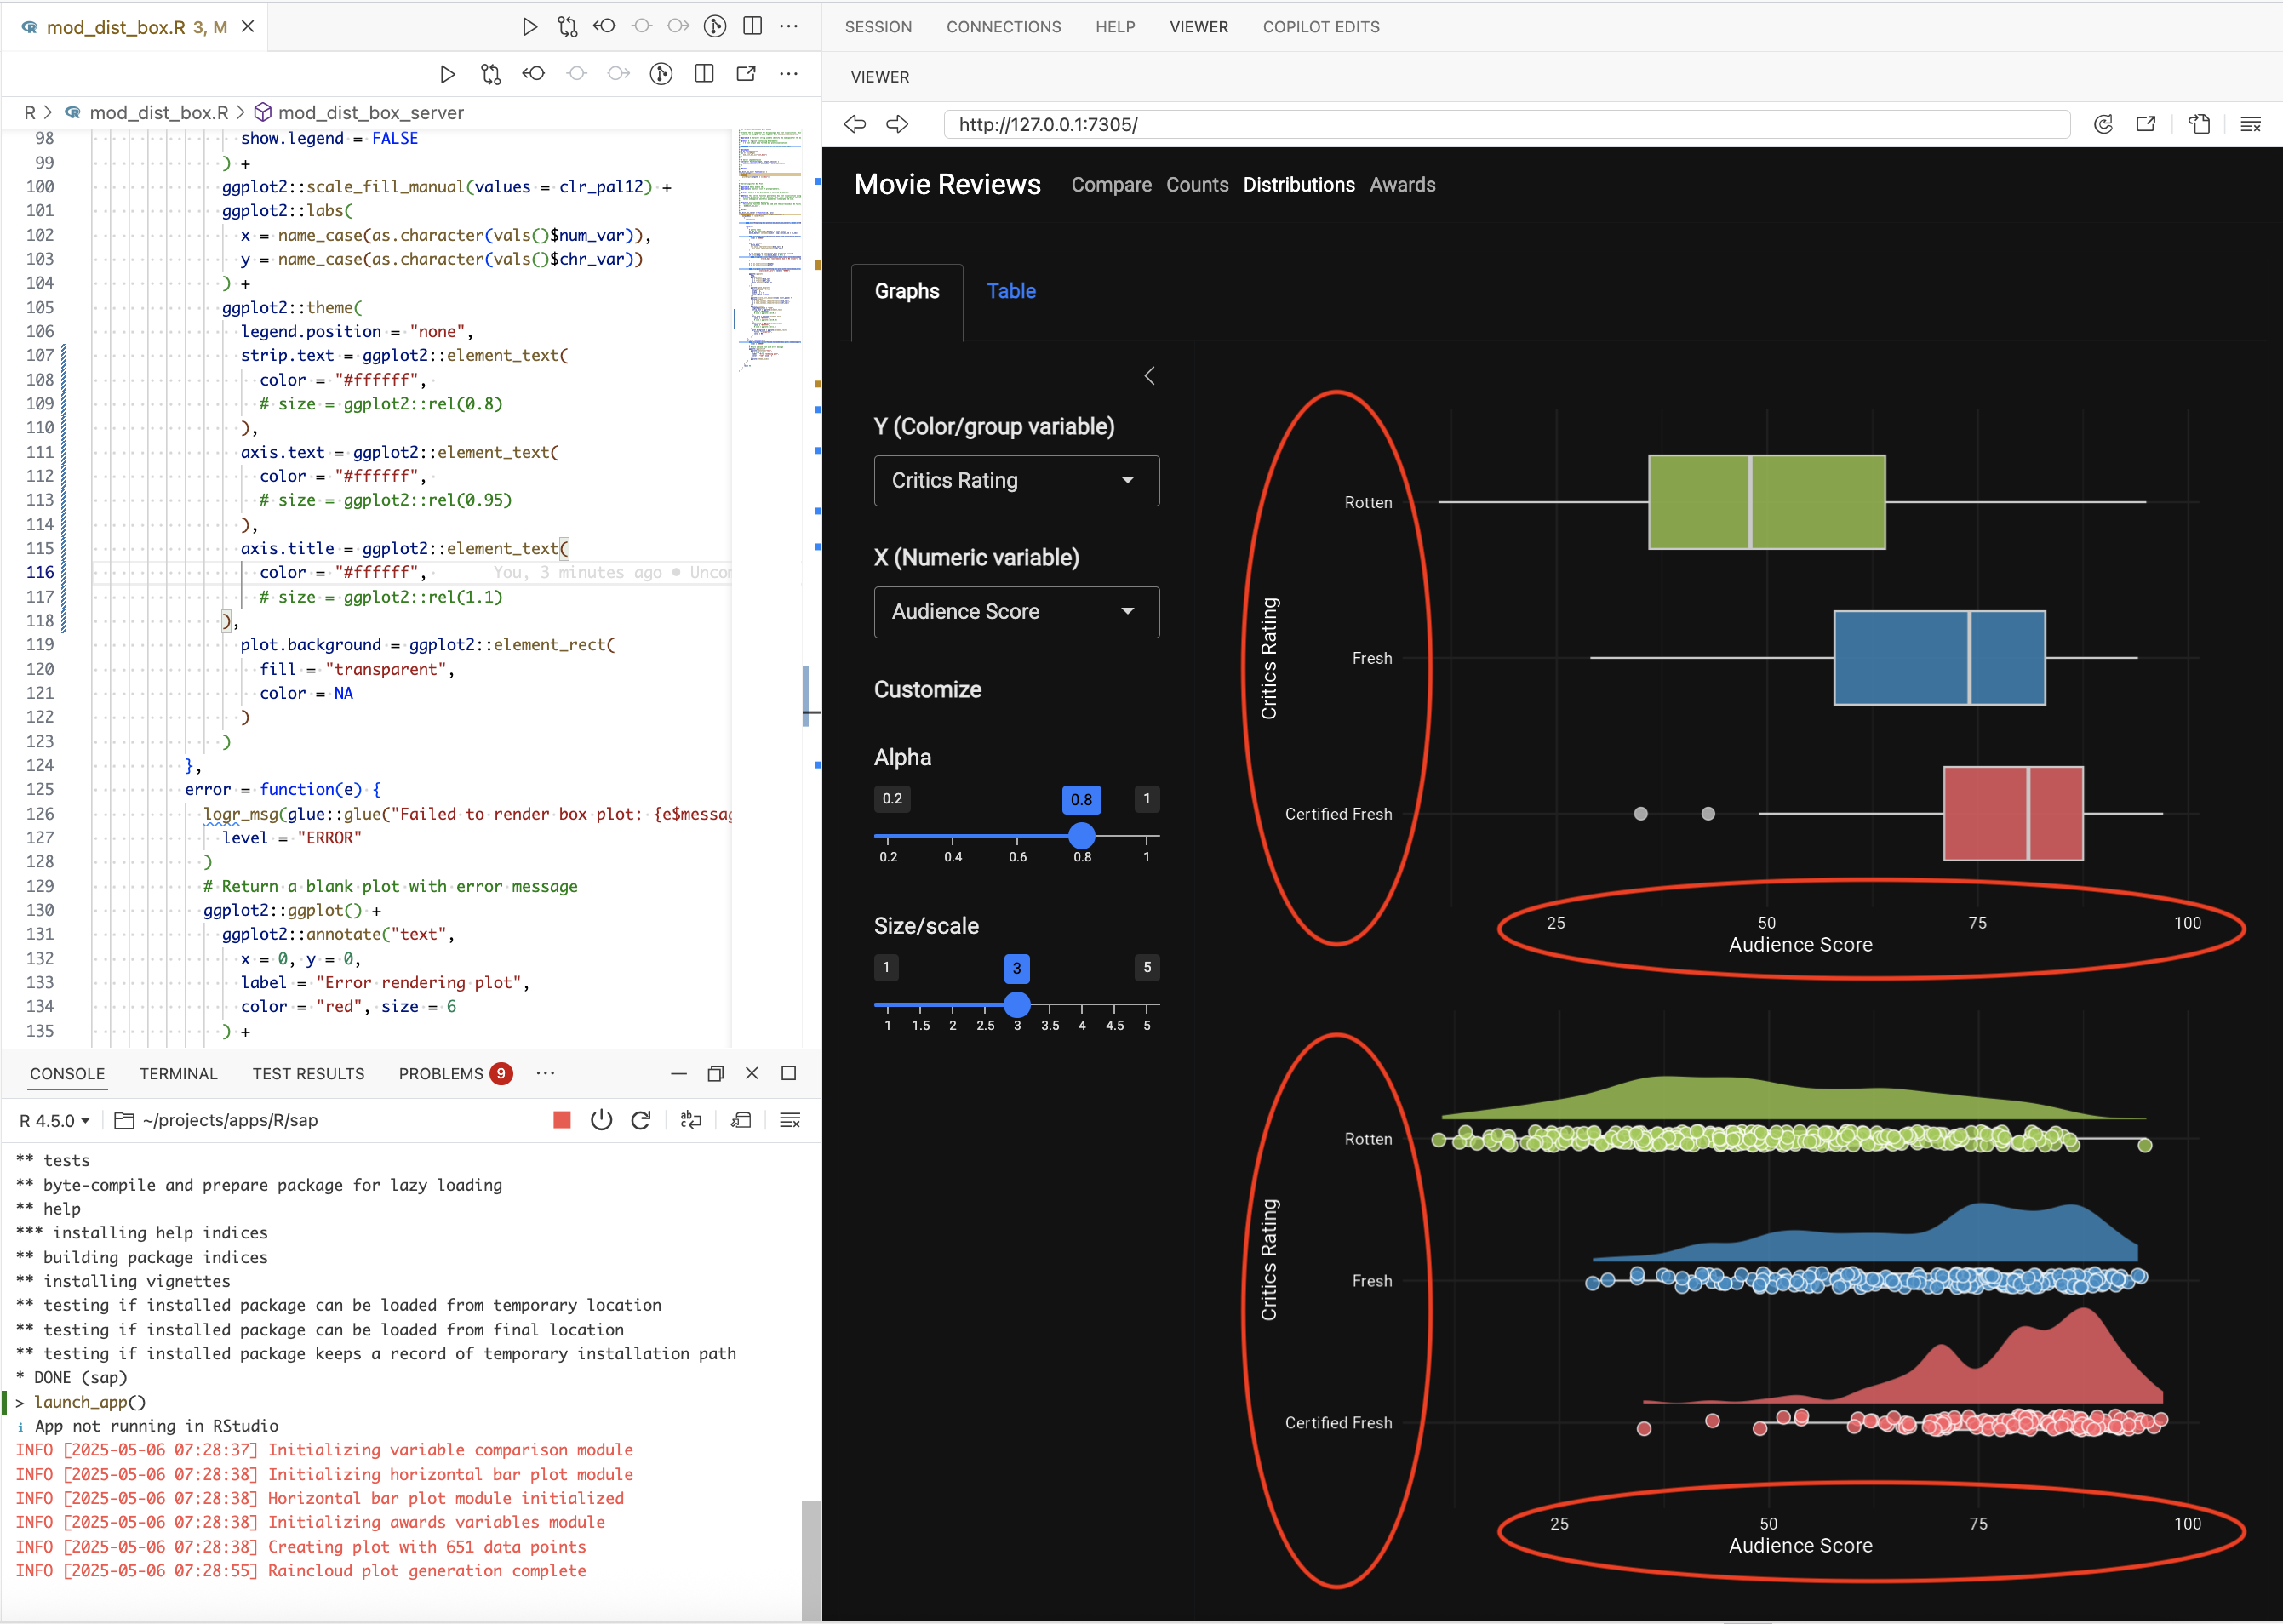 mod_dist_box.R 3, M
R > mod_dist_box.R > mod_dist_box_server
98 show.legend = FALSE
99 ) +
100 ggplot2::scale_fill_manual(values = clr_pal12) +
101 ggplot2::labs(
102 x = name_case(as.character(vals()$num_var)),
103 y = name_case(as.character(vals()$chr_var))
104 ) +
105 ggplot2::theme(
106 legend.position = "none",
107 strip.text = ggplot2::element_text(
108 color = "#ffffff",
109 # size = ggplot2::rel(0.8)
110 ),
111 axis.text = ggplot2::element_text(
112 color = "#ffffff",
113 # size = ggplot2::rel(0.95)
114 ),
115 axis.title = ggplot2::element_text(
116 color = "#ffffff", You, 3 minutes ago • Uncom
117 # size = ggplot2::rel(1.1)
118 ),
119 plot.background = ggplot2::element_rect(
120 fill = "transparent",
121 color = NA
122 )
123 )
124 },
125 error = function(e) {
126 logr_msg(glue::glue("Failed to render box plot: {e$messag
127 level = "ERROR"
128 )
129 # Return a blank plot with error message
130 ggplot2::ggplot() +
131 ggplot2::annotate("text",
132 x = 0, y = 0,
133 label = "Error rendering plot",
134 color = "red", size = 6
135 ) +
CONSOLE TERMINAL TEST RESULTS PROBLEMS 9
R 4.5.0 ~/projects/apps/R/sap
** tests
** byte-compile and prepare package for lazy loading
** help
*** installing help indices
** building package indices
** installing vignettes
** testing if installed package can be loaded from temporary location
** testing if installed package can be loaded from final location
** testing if installed package keeps a record of temporary installation path
* DONE (sap)
> launch_app()
i App not running in RStudio
INFO [2025-05-06 07:28:37] Initializing variable comparison module
INFO [2025-05-06 07:28:38] Initializing horizontal bar plot module
INFO [2025-05-06 07:28:38] Horizontal bar plot module initialized
INFO [2025-05-06 07:28:38] Initializing awards variables module
INFO [2025-05-06 07:28:38] Creating plot with 651 data points
INFO [2025-05-06 07:28:55] Raincloud plot generation complete
SESSION CONNECTIONS HELP VIEWER COPILOT EDITS
VIEWER
http://127.0.0.1:7305/
Movie Reviews Compare Counts Distributions Awards
Graphs Table
Y (Color/group variable)
Critics Rating
X (Numeric variable)
Audience Score
Customize
Alpha
0.2 0.8 1
0.2 0.4 0.6 0.8 1
Size/scale
1 3 5
1 1.5 2 2.5 3 3.5 4 4.5 5
Critics Rating
Rotten
Fresh
Certified Fresh
25 50 75 100
Audience Score
Critics Rating
Rotten
Fresh
Certified Fresh
25 50 75 100
Audience Score